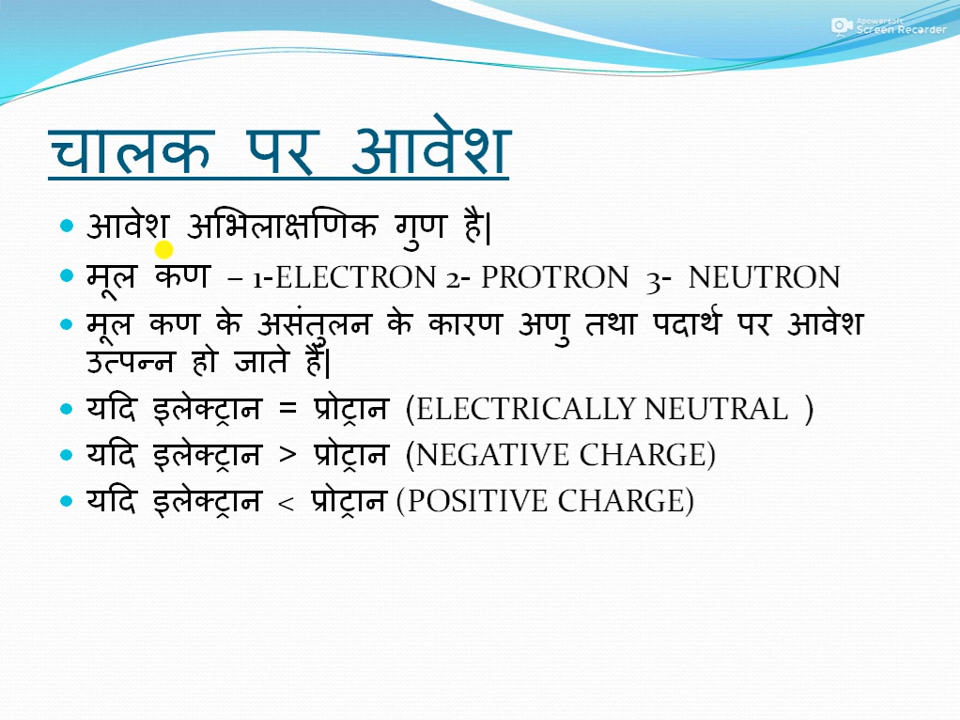 Apowersoft
Screen Recorder
चालक पर आवेश
आवेश अभिलाक्षणिक गुण है|
मूल कण – 1-ELECTRON 2- PROTRON 3- NEUTRON
मूल कण के असंतुलन के कारण अणु तथा पदार्थ पर आवेश
उत्पन्न हो जाते हैं|
यदि इलेक्ट्रान = प्रोट्रान (ELECTRICALLY NEUTRAL )
यदि इलेक्ट्रान > प्रोट्रान (NEGATIVE CHARGE)
यदि इलेक्ट्रान < प्रोट्रान (POSITIVE CHARGE)